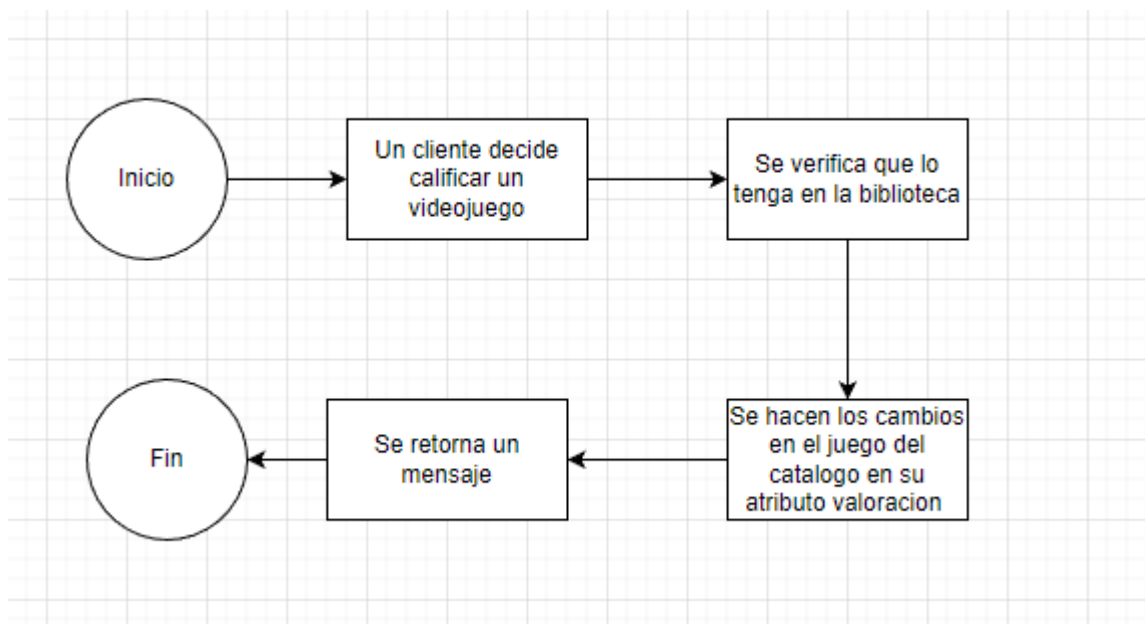 Inicio
Un cliente decide
calificar un
videojuego
Se verifica que lo
tenga en la biblioteca
Se hacen los cambios
en el juego del
catalogo en su
atributo valoracion
Se retorna un
mensaje
Fin